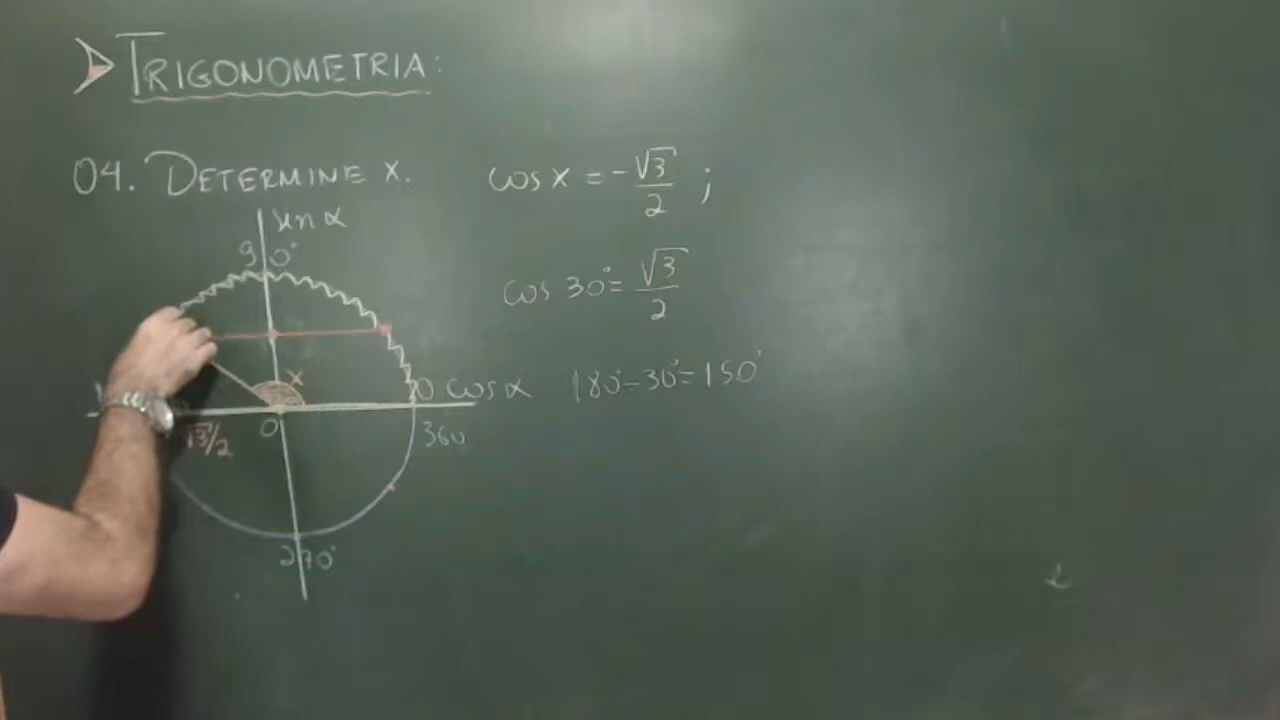 TRIGONOMETRIA:
04. DETERMINE X. cos x = -√3/2 ;
sen α
90°
cos 30° = √3/2
x
0 cos α 180° - 30° = 150°
0
√3/2
360
270°